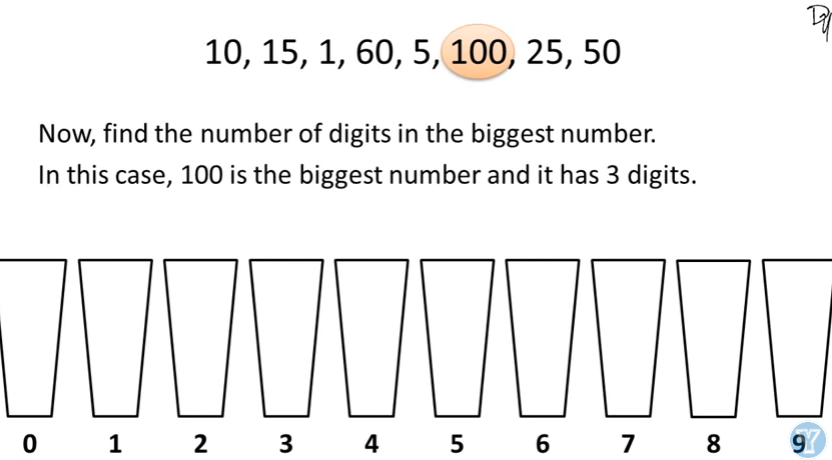 10, 15, 1, 60, 5, 100, 25, 50
Now, find the number of digits in the biggest number.
In this case, 100 is the biggest number and it has 3 digits.
0 1 2 3 4 5 6 7 8 9